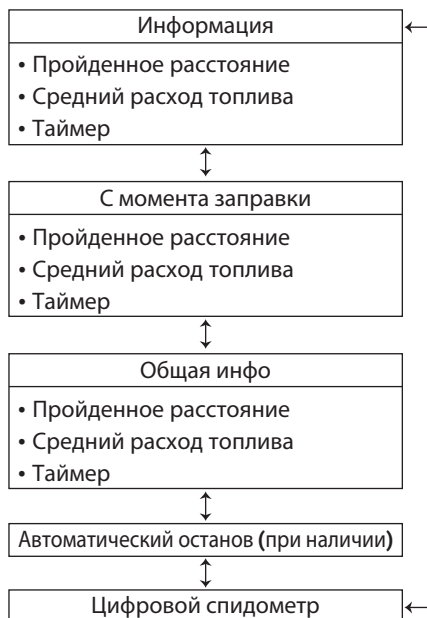 Информация
• Пройденное расстояние
• Средний расход топлива
• Таймер
С момента заправки
• Пройденное расстояние
• Средний расход топлива
• Таймер
Общая инфо
• Пройденное расстояние
• Средний расход топлива
• Таймер
Автоматический останов (при наличии)
Цифровой спидометр